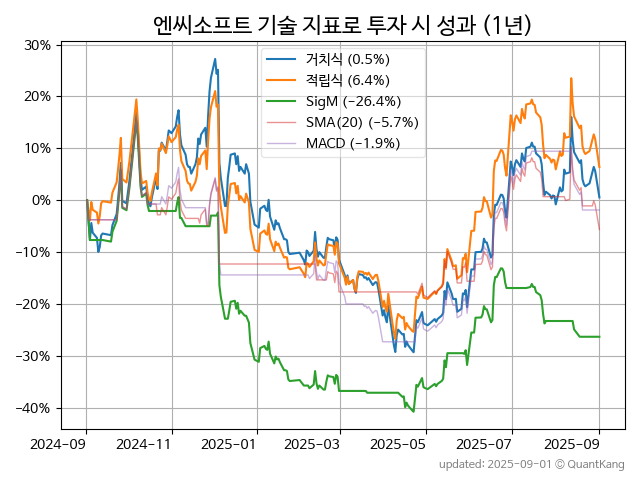 엔씨소프트 기술 지표로 투자 시 성과 (1년)
거치식 (0.5%)
적립식 (6.4%)
SigM (−26.4%)
SMA(20) (−5.7%)
MACD (−1.9%)
30%
20%
10%
0%
−10%
−20%
−30%
−40%
2024-09 2024-11 2025-01 2025-03 2025-05 2025-07 2025-09
updated: 2025-09-01 © QuantKang